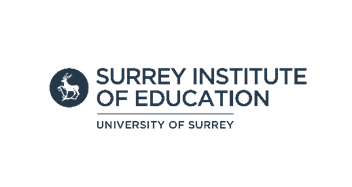 SURREY INSTITUTE
OF EDUCATION
UNIVERSITY OF SURREY